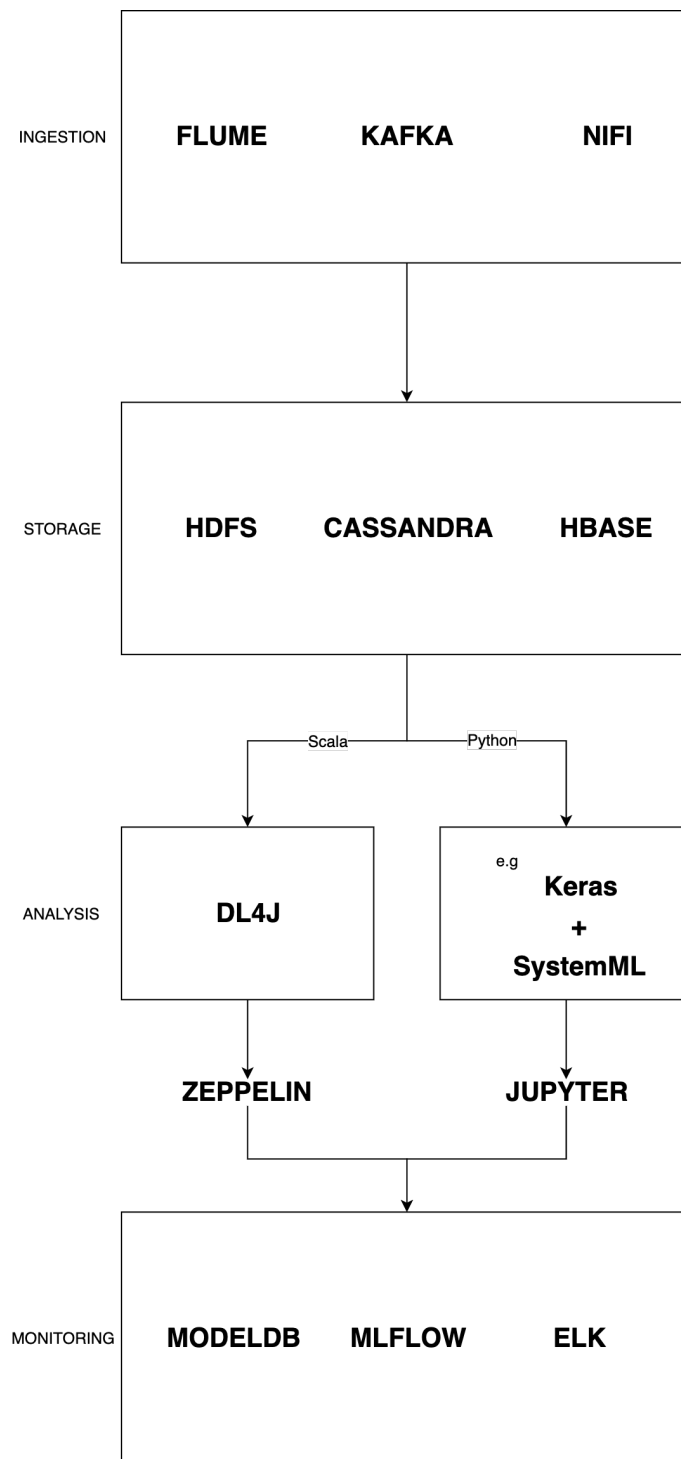 INGESTION
FLUME
KAFKA
NIFI
STORAGE
HDFS
CASSANDRA
HBASE
Scala
Python
ANALYSIS
DL4J
e.g
Keras
+
SystemML
ZEPPELIN
JUPYTER
MONITORING
MODELDB
MLFLOW
ELK